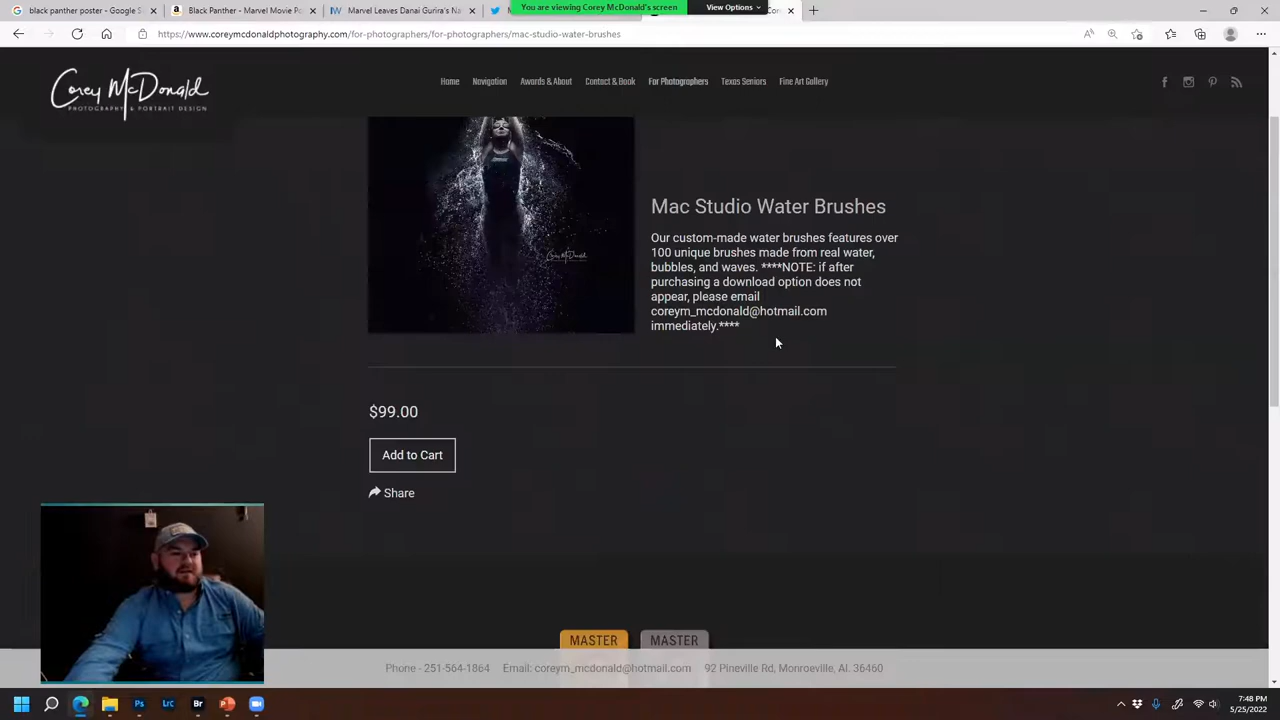 black panther poster - Search
Black Panther - Marvel Movie Po
Marvel Leaves Danai Gurira's Na
You are viewing Corey McDonald's screen
View Options
https://www.coreymcdonaldphotography.com/for-photographers/for-photographers/mac-studio-water-brushes
Corey McDonald
PHOTOGRAPHY & PORTRAIT DESIGN
Home Navigation Awards & About Contact & Book For Photographers Texas Seniors Fine Art Gallery
Mac Studio Water Brushes
Our custom-made water brushes features over
100 unique brushes made from real water,
bubbles, and waves. ****NOTE: if after
purchasing a download option does not
appear, please email
coreym_mcdonald@hotmail.com
immediately.****
Corey McDonald
$99.00
Add to Cart
Share
MASTER MASTER
Phone - 251-564-1864 Email: coreym_mcdonald@hotmail.com 92 Pineville Rd, Monroeville, Al. 36460
Ps Lrc Br
7:48 PM
5/25/2022